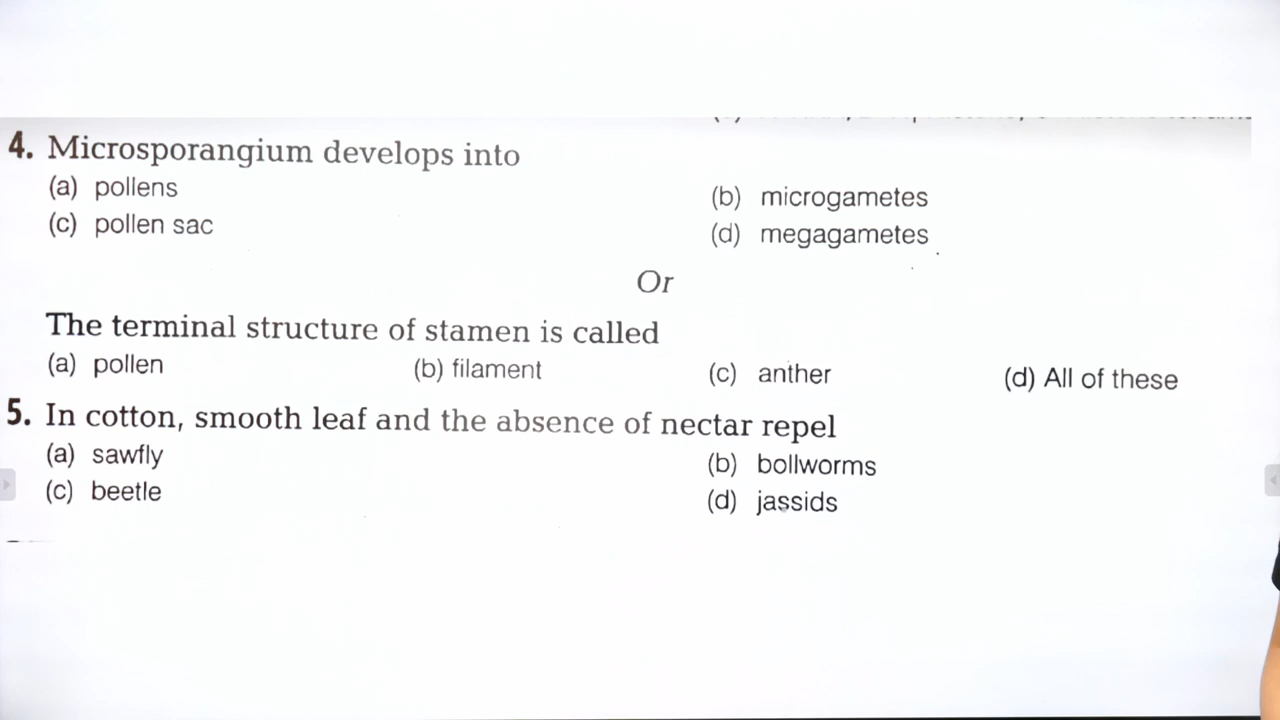 4. Microsporangium develops into
(a) pollens (b) microgametes
(c) pollen sac (d) megagametes
Or
The terminal structure of stamen is called
(a) pollen (b) filament (c) anther (d) All of these
5. In cotton, smooth leaf and the absence of nectar repel
(a) sawfly (b) bollworms
(c) beetle (d) jassids